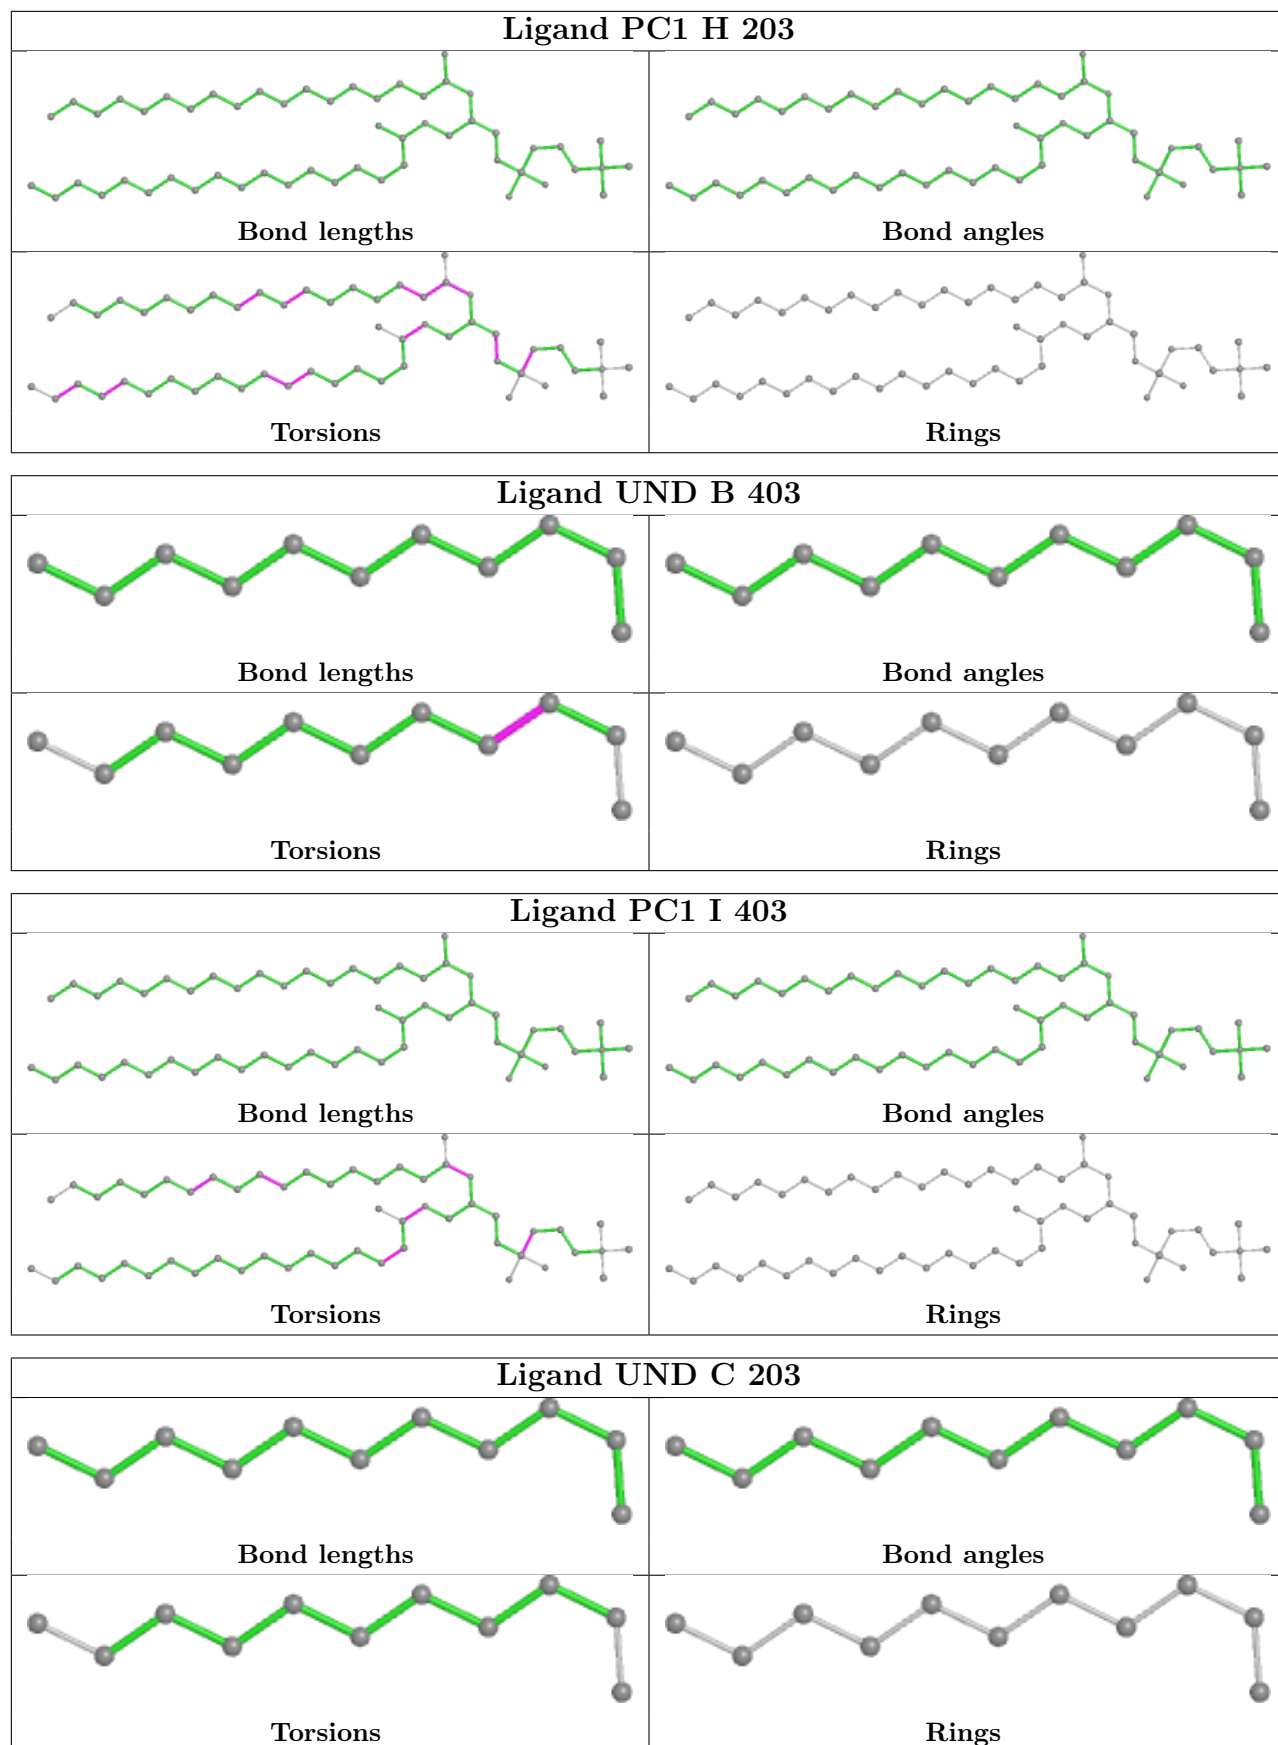 Ligand PC1 H 203
Bond lengths
Bond angles
Torsions
Rings
Ligand UND B 403
Bond lengths
Bond angles
Torsions
Rings
Ligand PC1 I 403
Bond lengths
Bond angles
Torsions
Rings
Ligand UND C 203
Bond lengths
Bond angles
Torsions
Rings